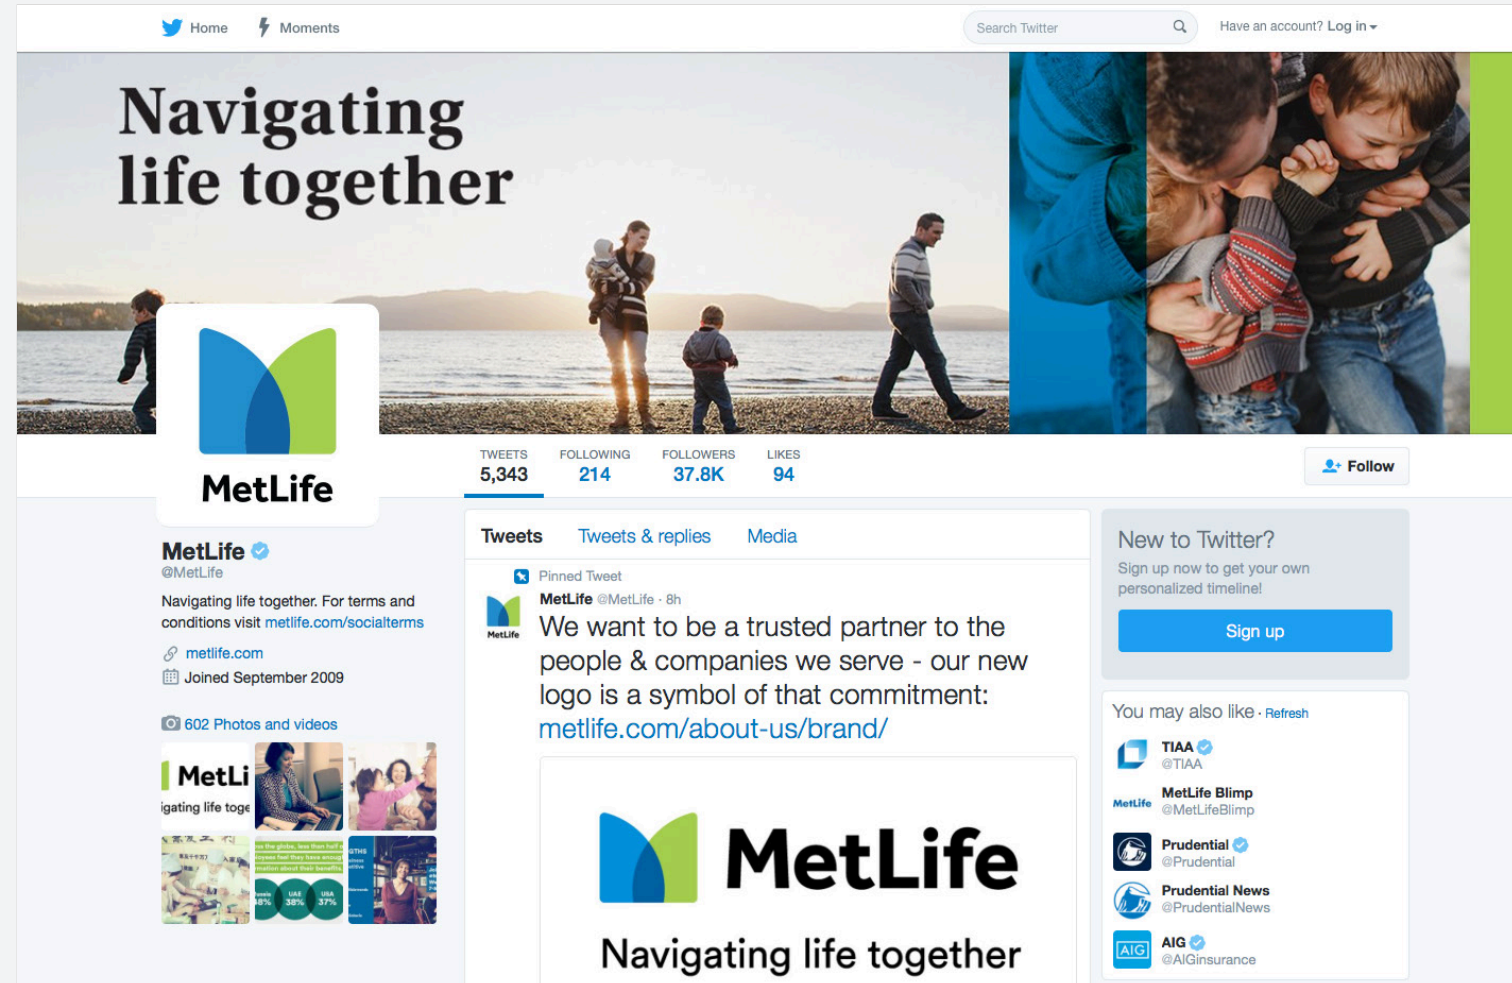 Home
Moments
Search Twitter
Have an account? Log in
Navigating
life together
MetLife
TWEETS
5,343
FOLLOWING
214
FOLLOWERS
37.8K
LIKES
94
Follow
MetLife
@MetLife
Navigating life together. For terms and
conditions visit metlife.com/socialterms
metlife.com
Joined September 2009
602 Photos and videos
MetLi
igating life toge
UAE
38%
USA
37%
Tweets
Tweets & replies
Media
Pinned Tweet
MetLife @MetLife · 8h
MetLife
We want to be a trusted partner to the
people & companies we serve - our new
logo is a symbol of that commitment:
metlife.com/about-us/brand/
MetLife
Navigating life together
New to Twitter?
Sign up now to get your own
personalized timeline!
Sign up
You may also like · Refresh
TIAA
@TIAA
MetLife
MetLife Blimp
@MetLifeBlimp
Prudential
@Prudential
Prudential News
@PrudentialNews
AIG
AIG
@AIGinsurance